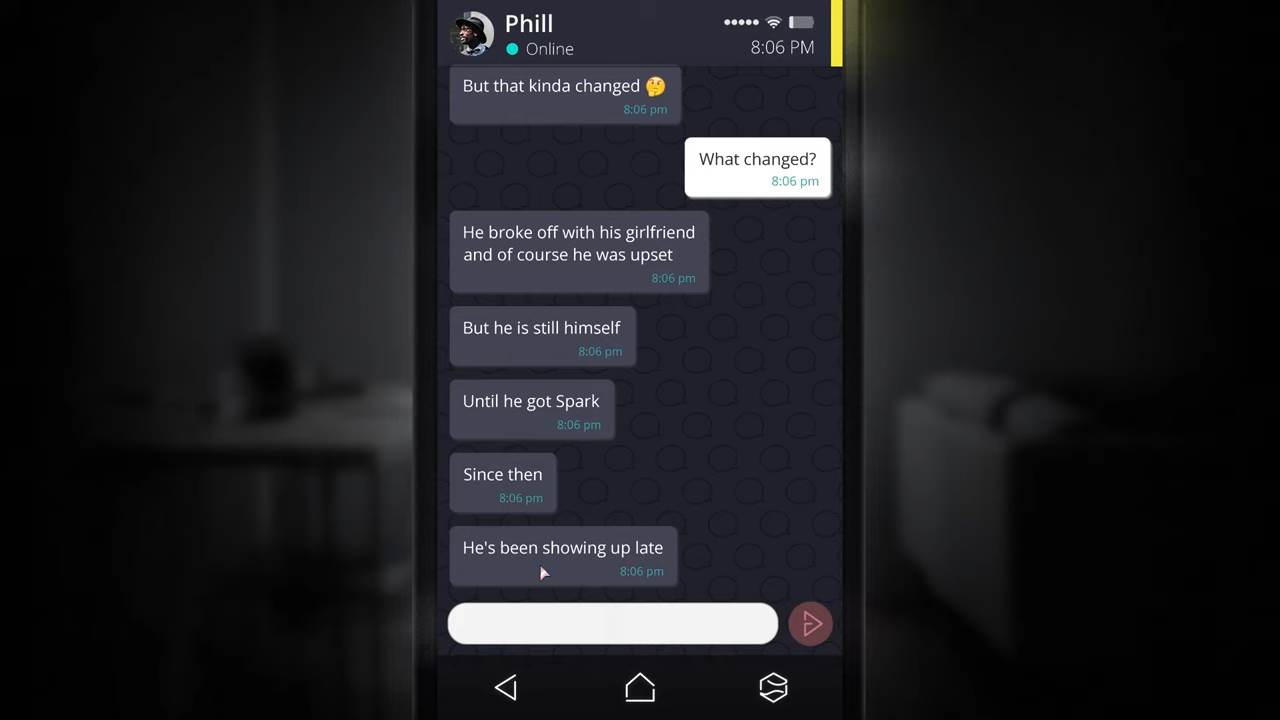 Phill
Online
8:06 PM
But that kinda changed 🤔
8:06 pm
What changed?
8:06 pm
He broke off with his girlfriend
and of course he was upset
8:06 pm
But he is still himself
8:06 pm
Until he got Spark
8:06 pm
Since then
8:06 pm
He's been showing up late
8:06 pm